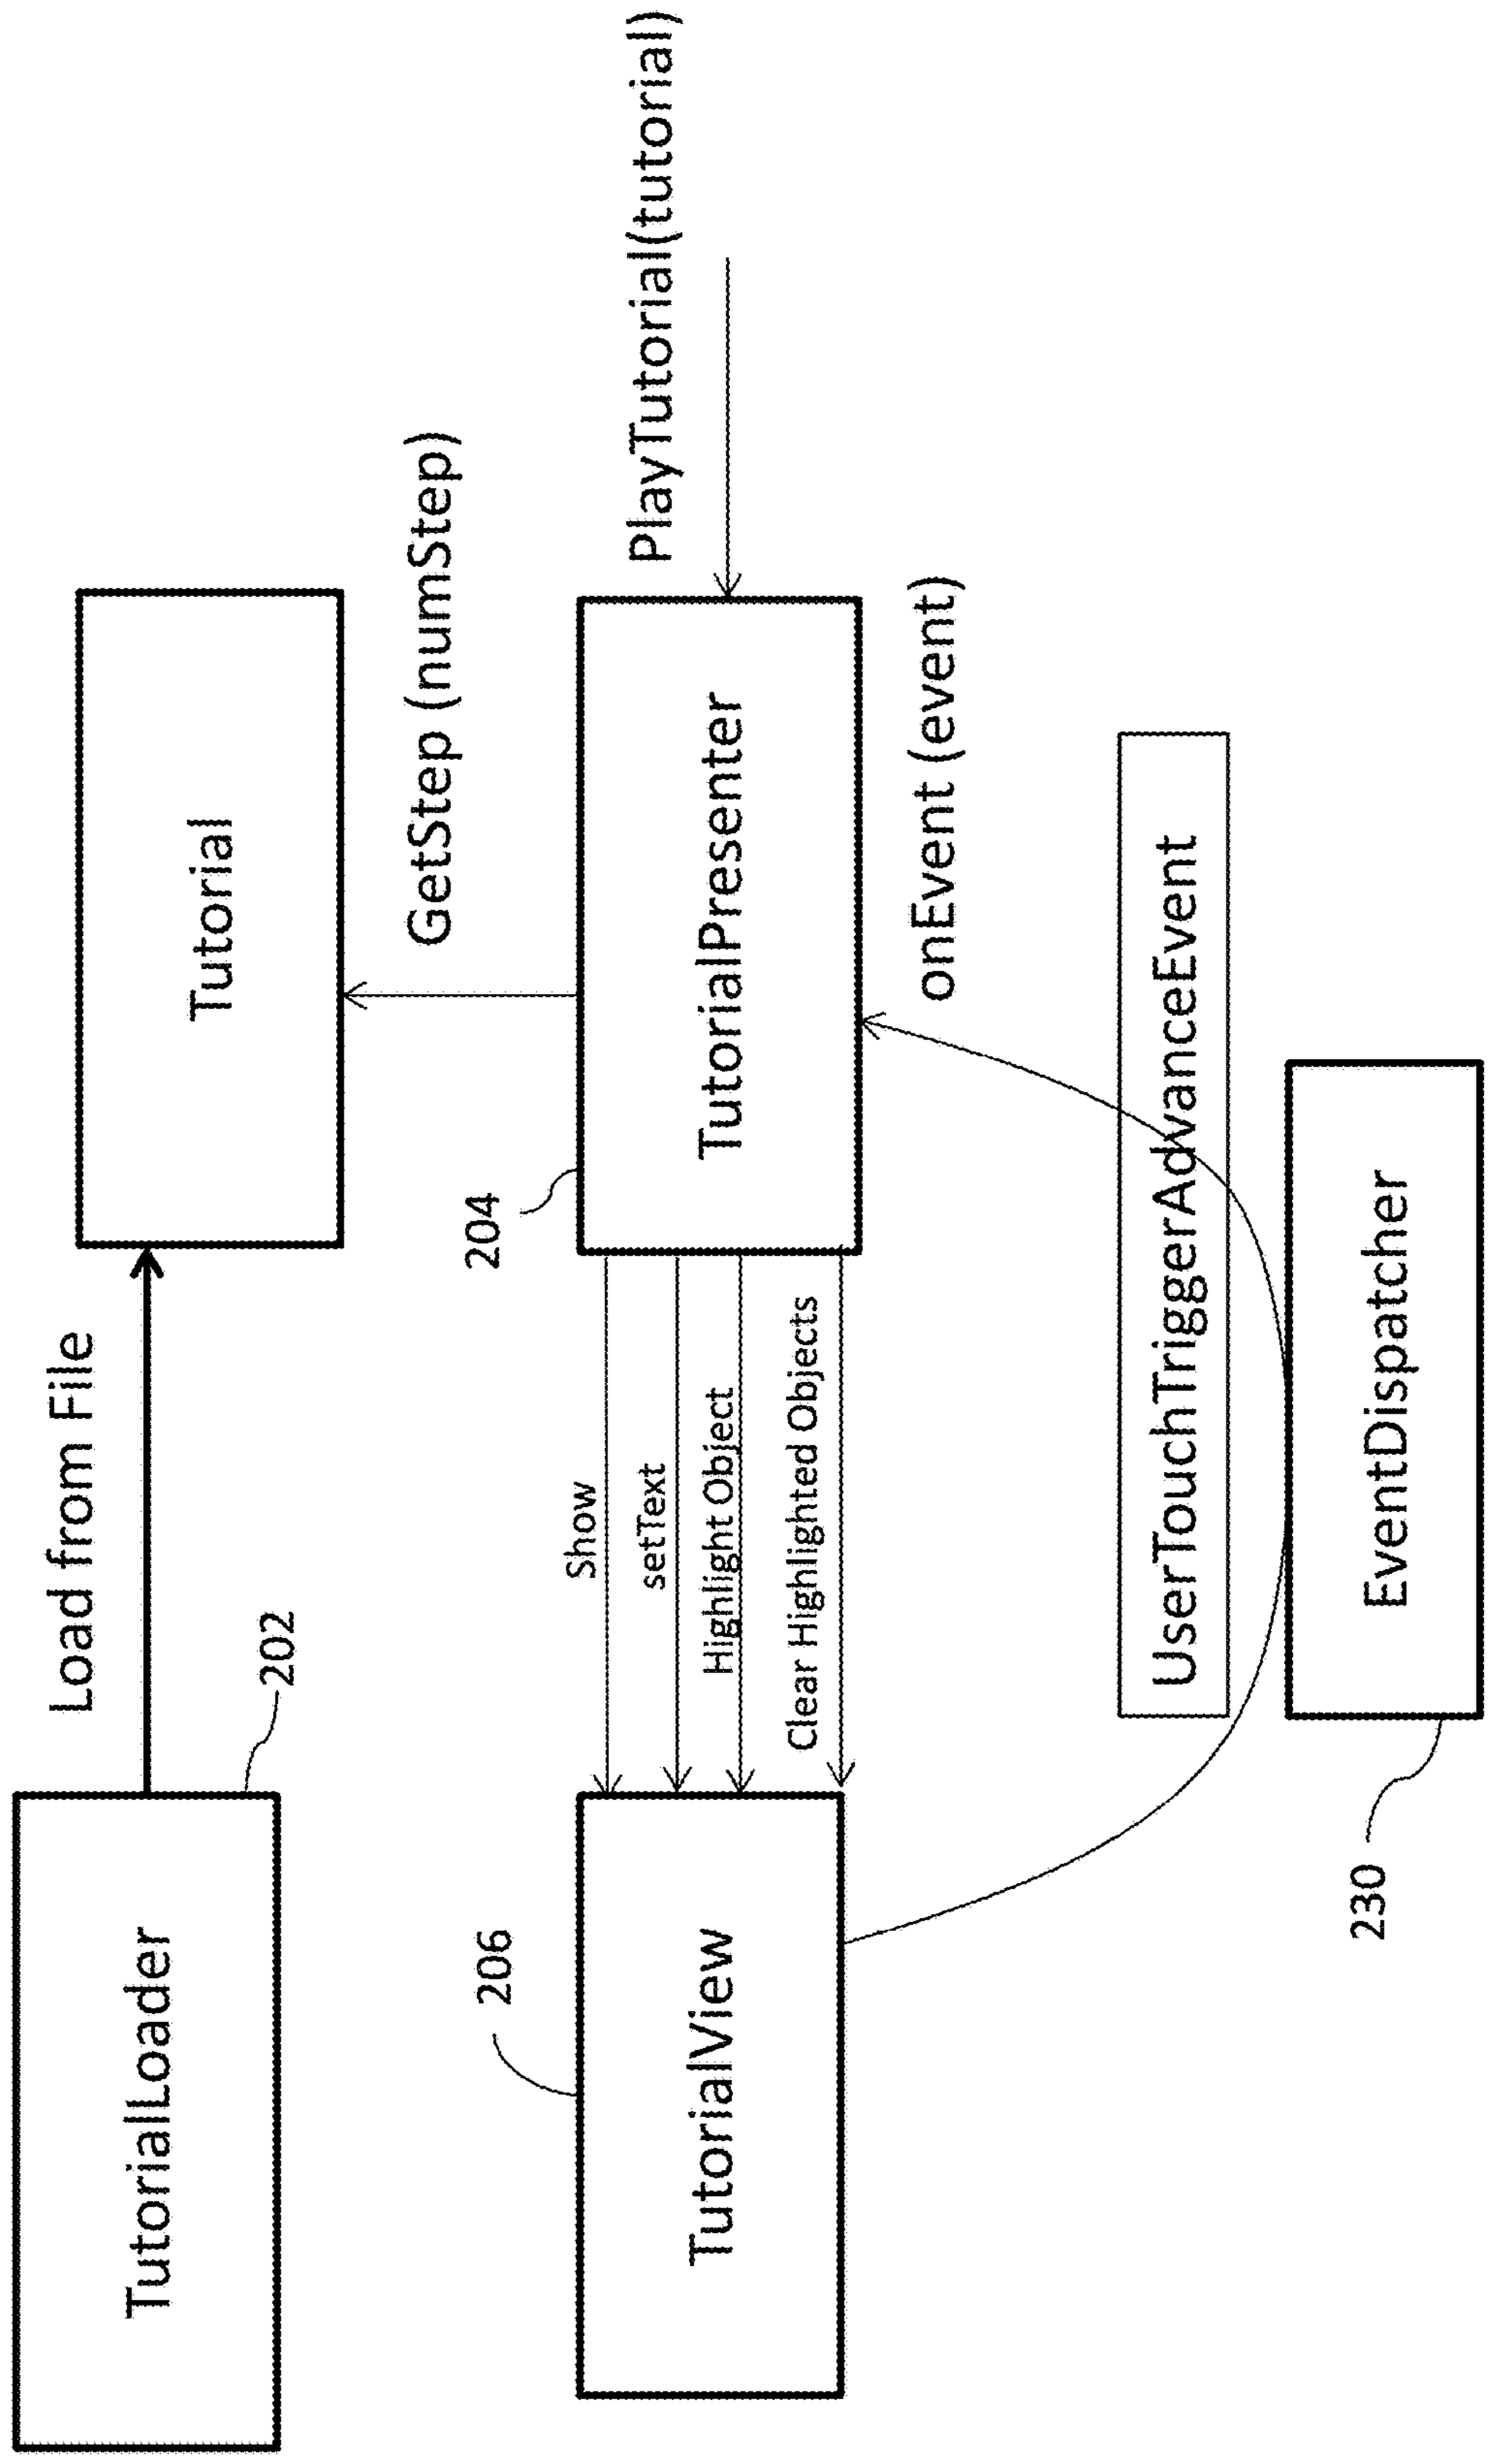 Load from File
TutorialLoader
202
Tutorial
GetStep (numStep)
PlayTutorial(tutorial)
206
204
Show
setText
Highlight Object
Clear Highlighted Objects
TutorialView
TutorialPresenter
onEvent (event)
UserTouchTriggerAdvanceEvent
230
EventDispatcher